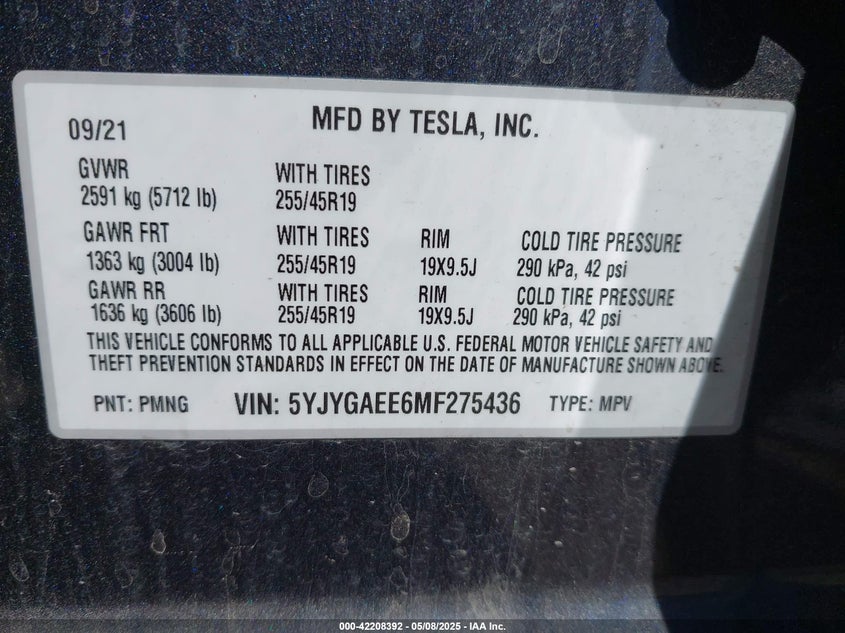 09/21 MFD BY TESLA, INC.
GVWR WITH TIRES
2591 kg (5712 lb) 255/45R19
GAWR FRT WITH TIRES RIM COLD TIRE PRESSURE
1363 kg (3004 lb) 255/45R19 19X9.5J 290 kPa, 42 psi
GAWR RR WITH TIRES RIM COLD TIRE PRESSURE
1636 kg (3606 lb) 255/45R19 19X9.5J 290 kPa, 42 psi
THIS VEHICLE CONFORMS TO ALL APPLICABLE U.S. FEDERAL MOTOR VEHICLE SAFETY AND
THEFT PREVENTION STANDARDS IN EFFECT ON THE DATE OF MANUFACTURE SHOWN ABOVE.
PNT: PMNG VIN: 5YJYGAEE6MF275436 TYPE: MPV
000-42208392 - 05/08/2025 - IAA Inc.